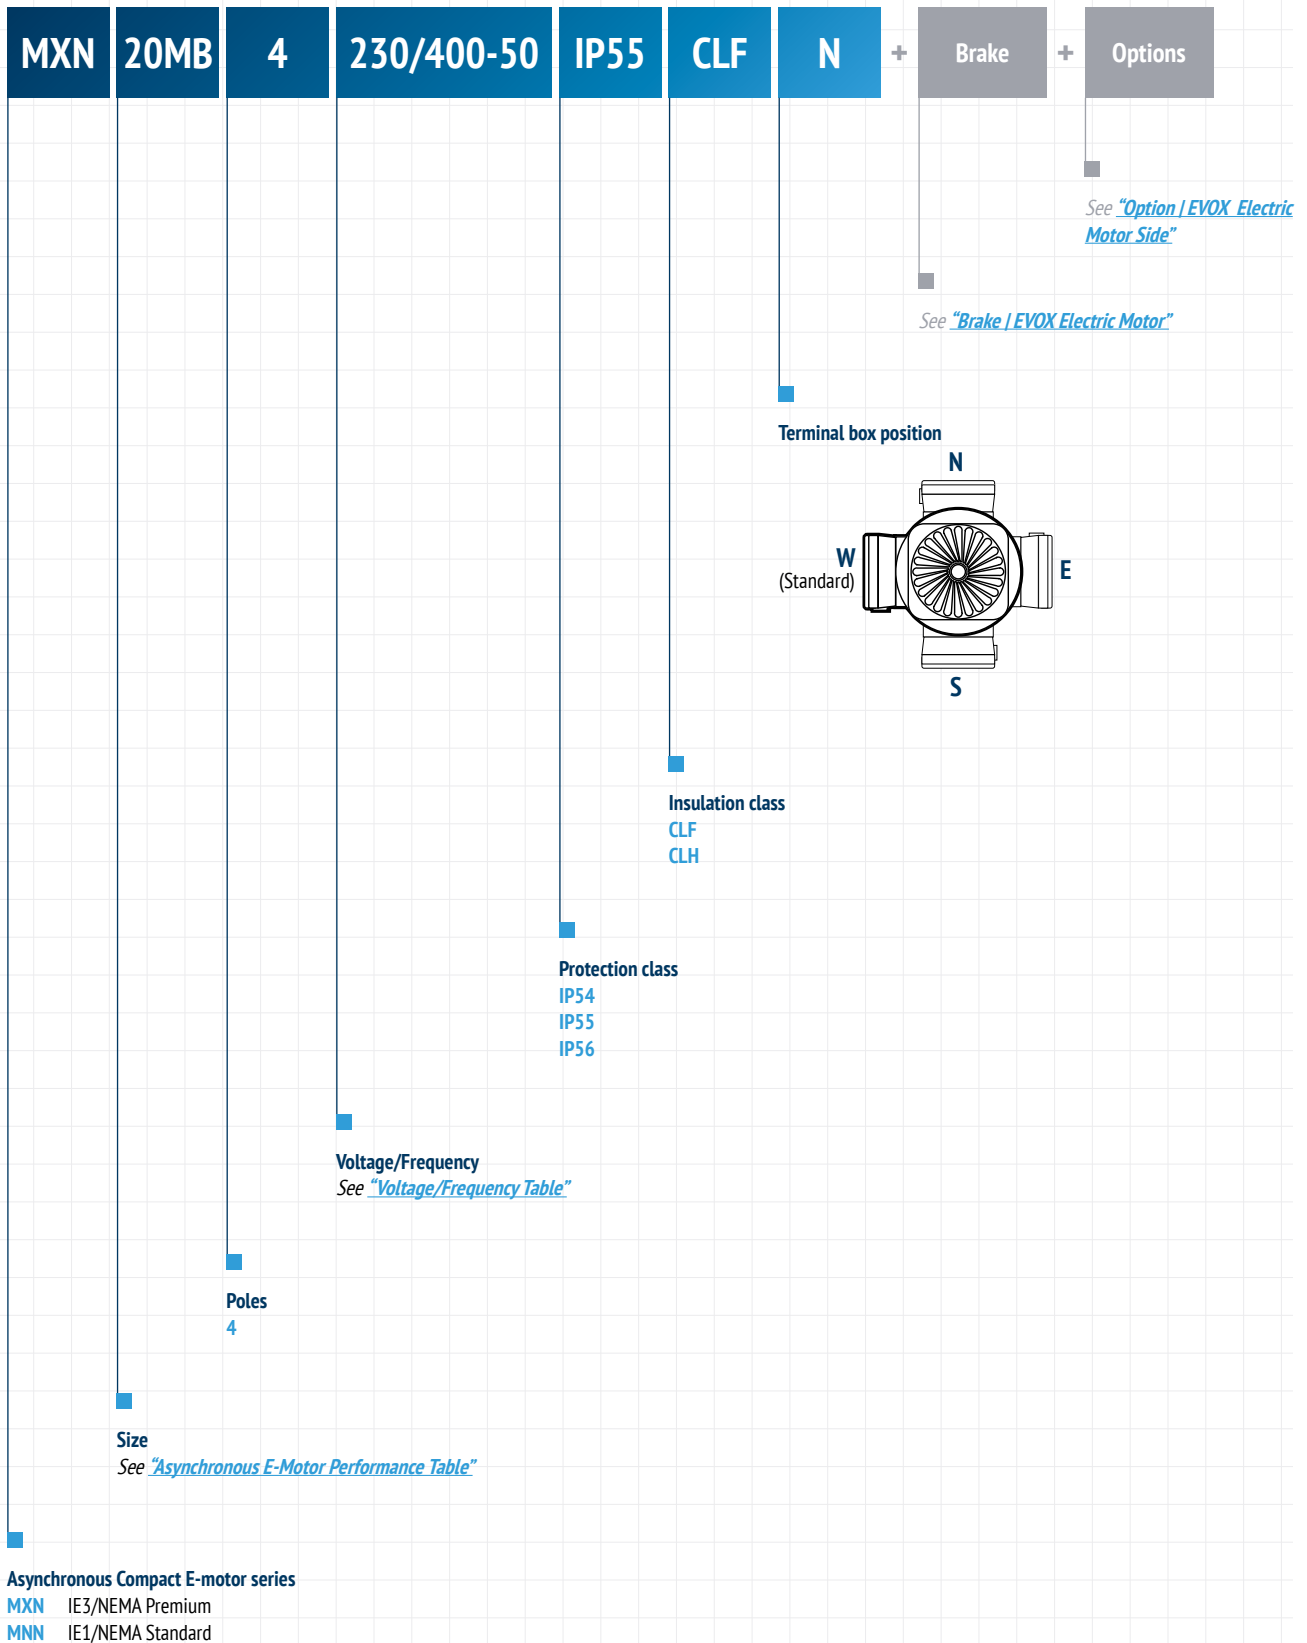 MXN 20MB 4 230/400-50 IP55 CLF N + Brake + Options
See “Option | EVOX Electric
Motor Side”
See “Brake | EVOX Electric Motor”
Terminal box position
N
W
(Standard)
E
S
Insulation class
CLF
CLH
Protection class
IP54
IP55
IP56
Voltage/Frequency
See “Voltage/Frequency Table”
Poles
4
Size
See “Asynchronous E-Motor Performance Table”
Asynchronous Compact E-motor series
MXN IE3/NEMA Premium
MNN IE1/NEMA Standard